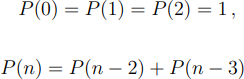 P(0) = P(1) = P(2) = 1 ,
P(n) = P(n − 2) + P(n − 3)